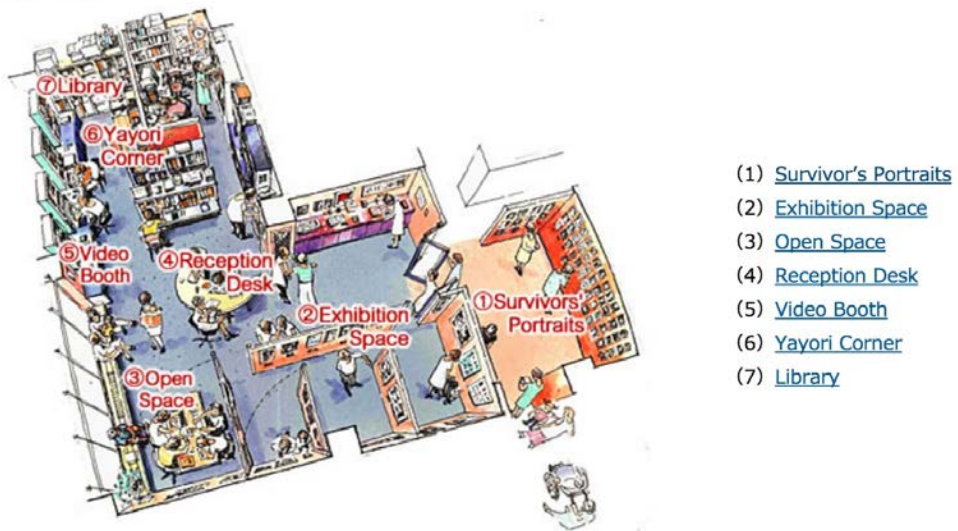 ⑦Library
⑥Yayori
Corner
⑤Video
Booth
④Reception
Desk
②Exhibition
Space
①Survivors'
Portraits
③Open
Space
(1) Survivor's Portraits
(2) Exhibition Space
(3) Open Space
(4) Reception Desk
(5) Video Booth
(6) Yayori Corner
(7) Library